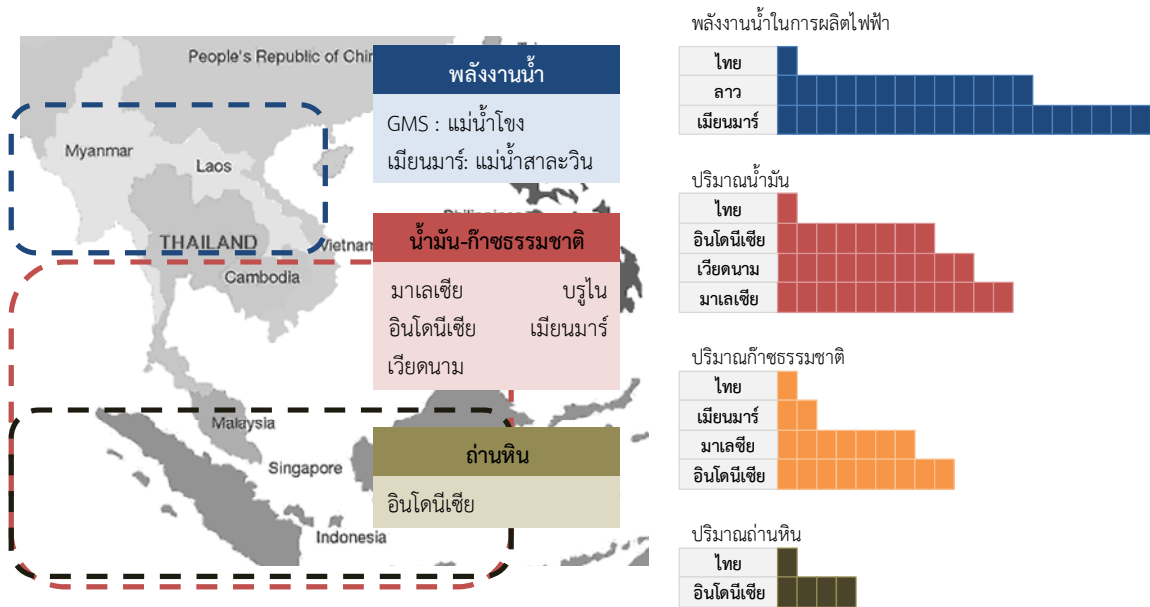 People's Republic of Chin
Myanmar
Laos
THAILAND
Vietnam
Cambodia
Malaysia
Singapore
Indonesia
พลังงานน้ำ
GMS : แม่น้ำโขง
เมียนมาร์: แม่น้ำสาละวิน
น้ำมัน-ก๊าซธรรมชาติ
มาเลเซีย บรูไน
อินโดนีเซีย เมียนมาร์
เวียดนาม
ถ่านหิน
อินโดนีเซีย
พลังงานน้ำในการผลิตไฟฟ้า
ไทย
ลาว
เมียนมาร์
ปริมาณน้ำมัน
ไทย
อินโดนีเซีย
เวียดนาม
มาเลเซีย
ปริมาณก๊าซธรรมชาติ
ไทย
เมียนมาร์
มาเลซีย
อินโดนีเซีย
ปริมาณถ่านหิน
ไทย
อินโดนีเซีย